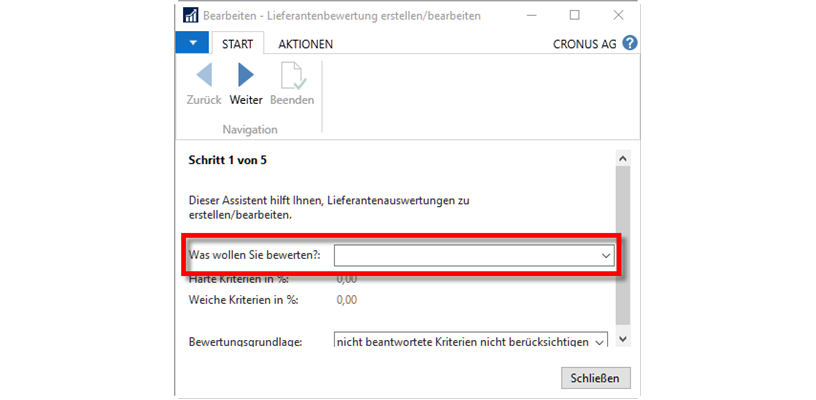 Bearbeiten - Lieferantenbewertung erstellen/bearbeiten
START AKTIONEN CRONUS AG ?
Zurück Weiter Beenden
Navigation
Schritt 1 von 5
Dieser Assistent hilft Ihnen, Lieferantenauswertungen zu
erstellen/bearbeiten.
Was wollen Sie bewerten?:
Harte Kriterien in %: 0,00
Weiche Kriterien in %: 0,00
Bewertungsgrundlage: nicht beantwortete Kriterien nicht berücksichtigen
Schließen